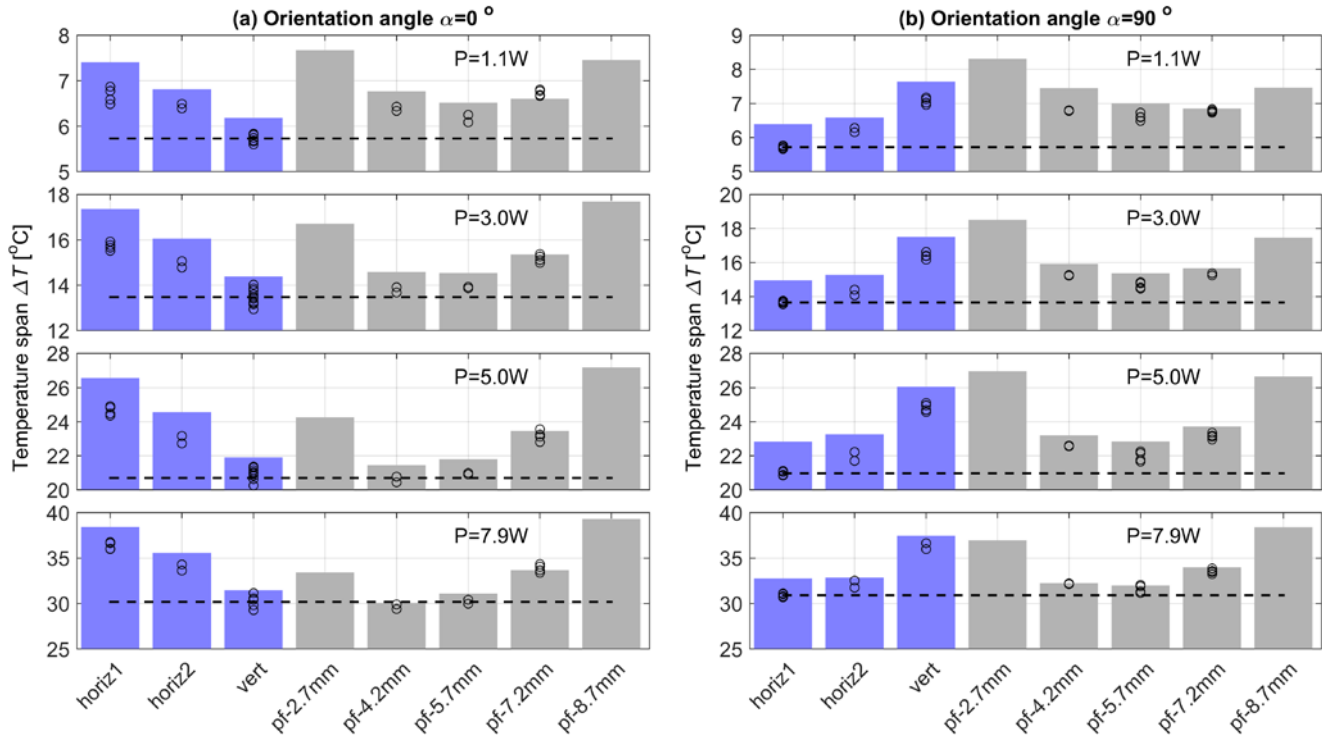 (a) Orientation angle α=0 °
(b) Orientation angle α=90 °
Temperature span ΔT [°C]
8
7
6
5
P=1.1W
18
16
14
12
P=3.0W
28
26
24
22
20
P=5.0W
40
35
30
25
P=7.9W
horiz1
horiz2
vert
pf-2.7mm
pf-4.2mm
pf-5.7mm
pf-7.2mm
pf-8.7mm
Temperature span ΔT [°C]
9
8
7
6
5
P=1.1W
20
18
16
14
12
P=3.0W
28
26
24
22
20
P=5.0W
40
35
30
25
P=7.9W
horiz1
horiz2
vert
pf-2.7mm
pf-4.2mm
pf-5.7mm
pf-7.2mm
pf-8.7mm